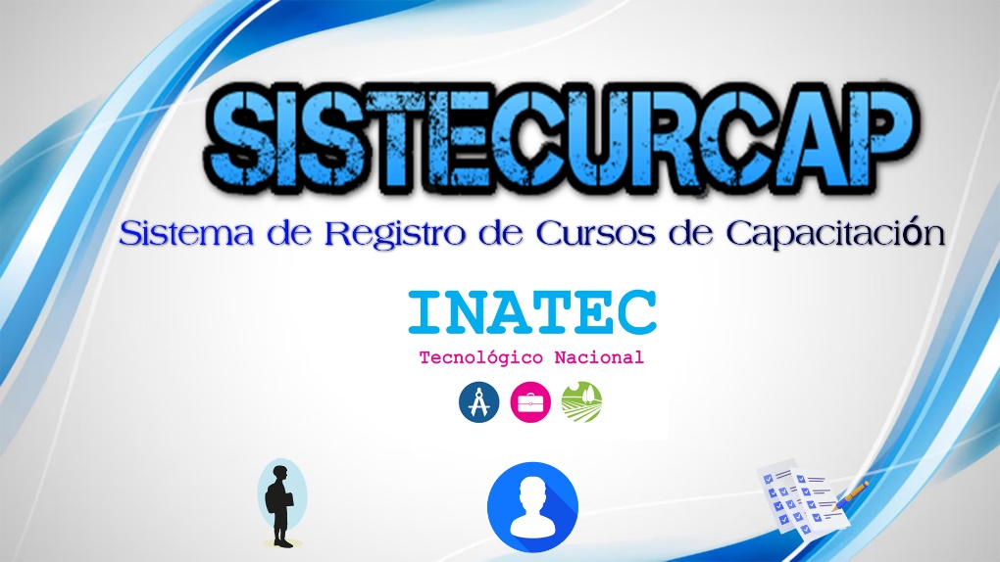 SISTECURCAP
Sistema de Registro de Cursos de Capacitación
INATEC
Tecnológico Nacional